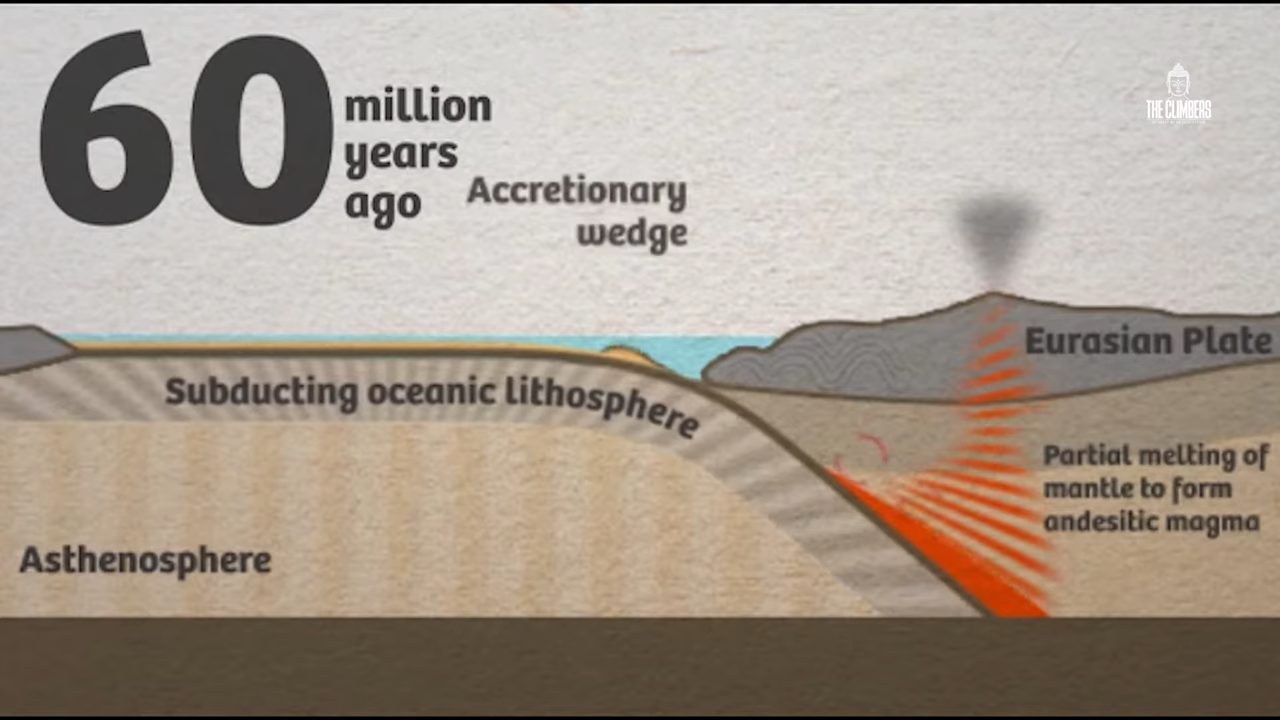 60
million
years
ago
Accretionary
wedge
THE CLIMBERS
Eurasian Plate
Subducting oceanic lithosphere
Partial melting of
mantle to form
andesitic magma
Asthenosphere